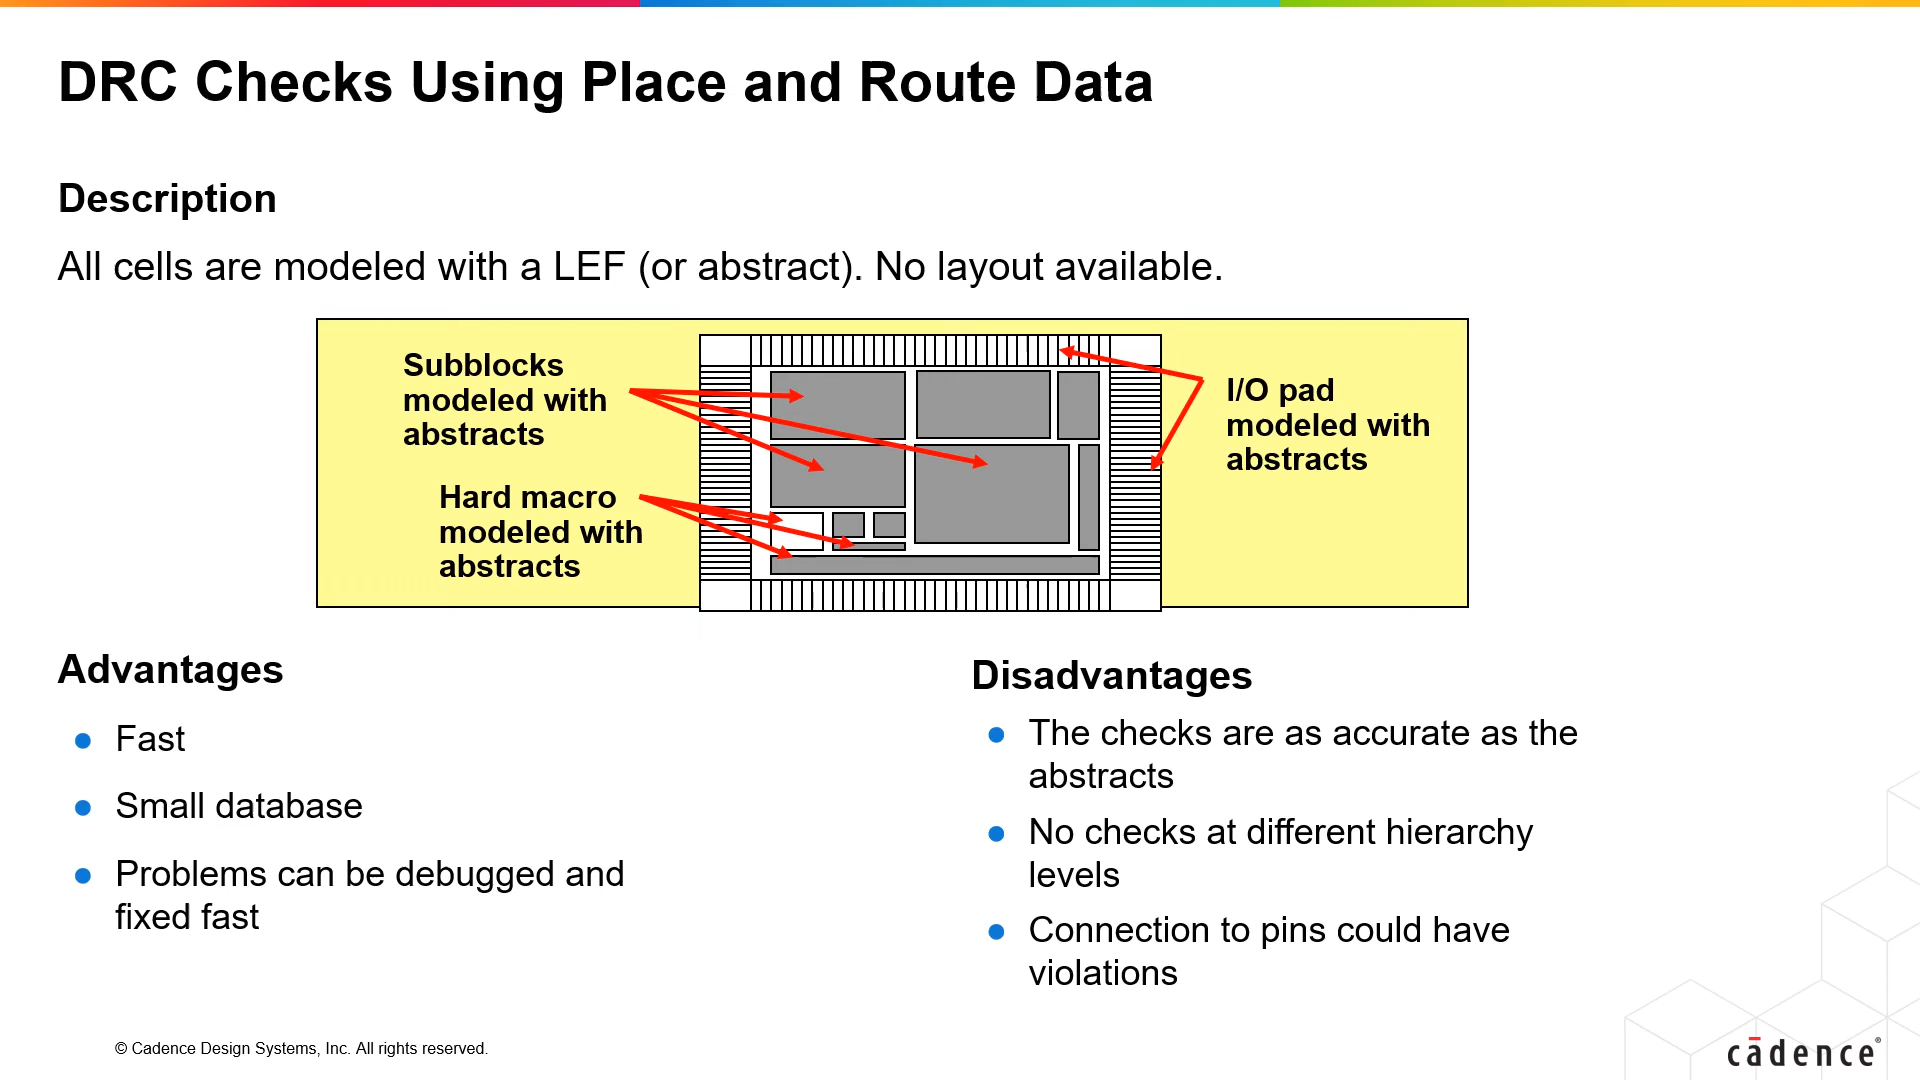 DRC Checks Using Place and Route Data
Description
All cells are modeled with a LEF (or abstract). No layout available.
Subblocks
modeled with
abstracts
Hard macro
modeled with
abstracts
I/O pad
modeled with
abstracts
Advantages
● Fast
● Small database
● Problems can be debugged and
fixed fast
Disadvantages
● The checks are as accurate as the
abstracts
● No checks at different hierarchy
levels
● Connection to pins could have
violations
© Cadence Design Systems, Inc. All rights reserved.
cādence®